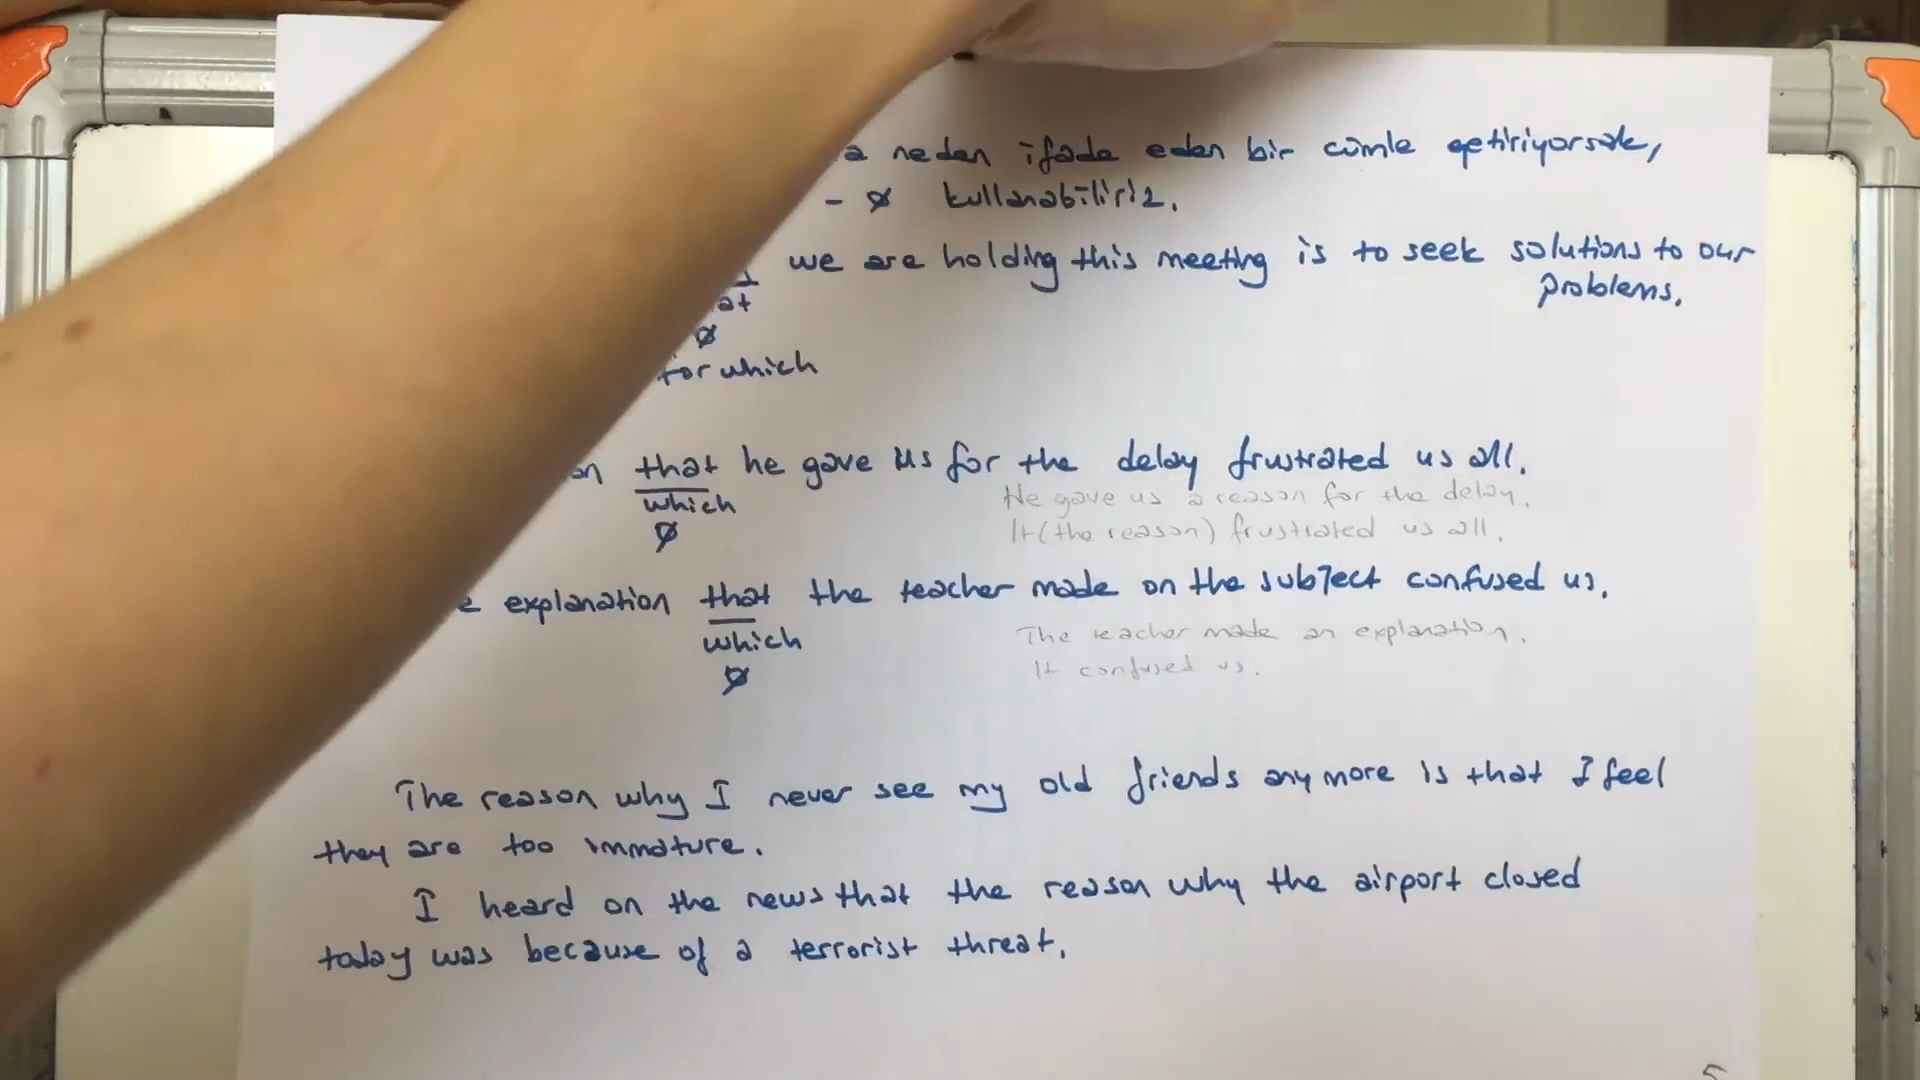 neden ifade eden bir cümle getiriyorsak,
- Ø kullanabiliriz.
we are holding this meeting is to seek solutions to our
problems.
Ø
for which
that he gave us for the delay frustrated us all.
which
He gave us a reason for the delay.
Ø
It (the reason) frustrated us all.
explanation that the teacher made on the subject confused us.
which
The teacher made an explanation.
Ø
It confused us.
The reason why I never see my old friends anymore is that I feel
they are too immature.
I heard on the news that the reason why the airport closed
today was because of a terrorist threat.
5